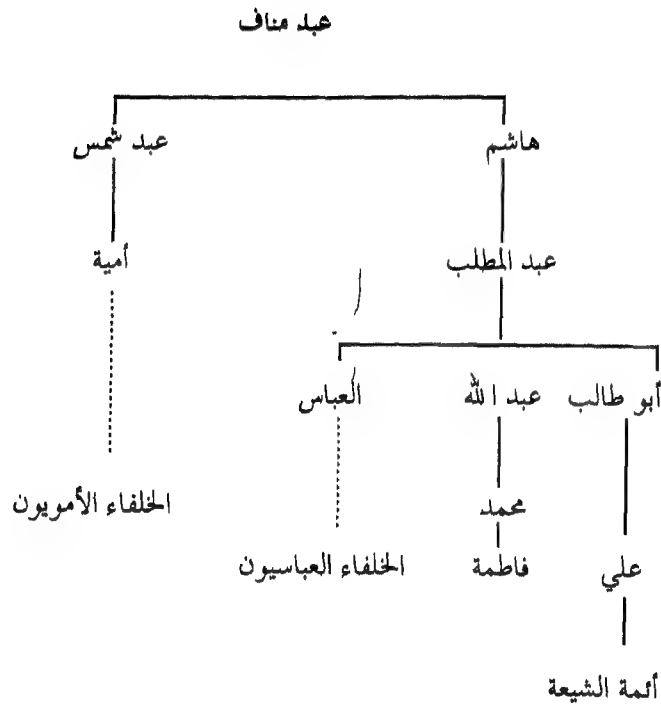 عبد مناف
هاشم عبد شمس
عبد المطلب أمية
أبو طالب عبد الله العباس
محمد الخلفاء الأمويون
علي فاطمة الخلفاء العباسيون
أئمة الشيعة